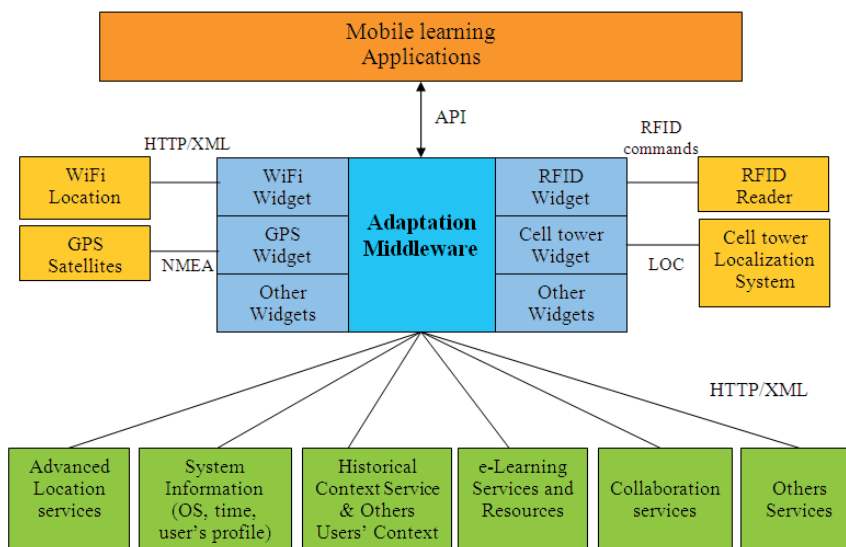 Mobile learning
Applications
API
HTTP/XML
RFID
commands
WiFi
Location
WiFi
Widget
Adaptation
Middleware
RFID
Widget
RFID
Reader
GPS
Satellites
NMEA
GPS
Widget
Cell tower
Widget
LOC
Cell tower
Localization
System
Other
Widgets
Other
Widgets
HTTP/XML
Advanced
Location
services
System
Information
(OS, time,
user's profile)
Historical
Context Service
& Others
Users' Context
e-Learning
Services and
Resources
Collaboration
services
Others
Services